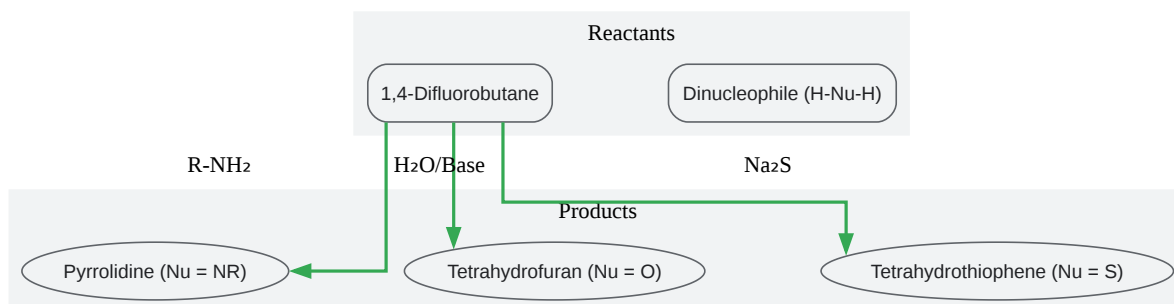 Reactants
1,4-Difluorobutane
Dinucleophile (H-Nu-H)
R-NH₂
H₂O/Base
Na₂S
Products
Pyrrolidine (Nu = NR)
Tetrahydrofuran (Nu = O)
Tetrahydrothiophene (Nu = S)